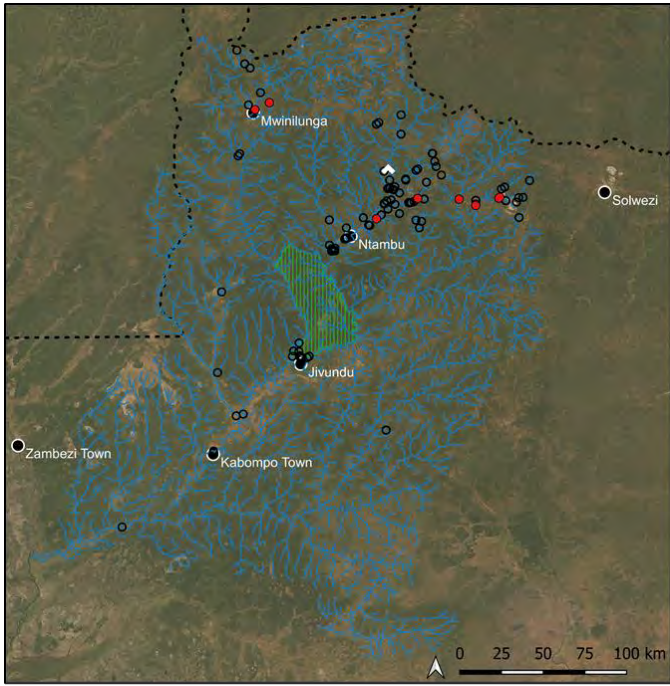 Mwinilunga
Solwezi
Ntambu
Jivundu
Zambezi Town
Kabompo Town
0 25 50 75 100 km